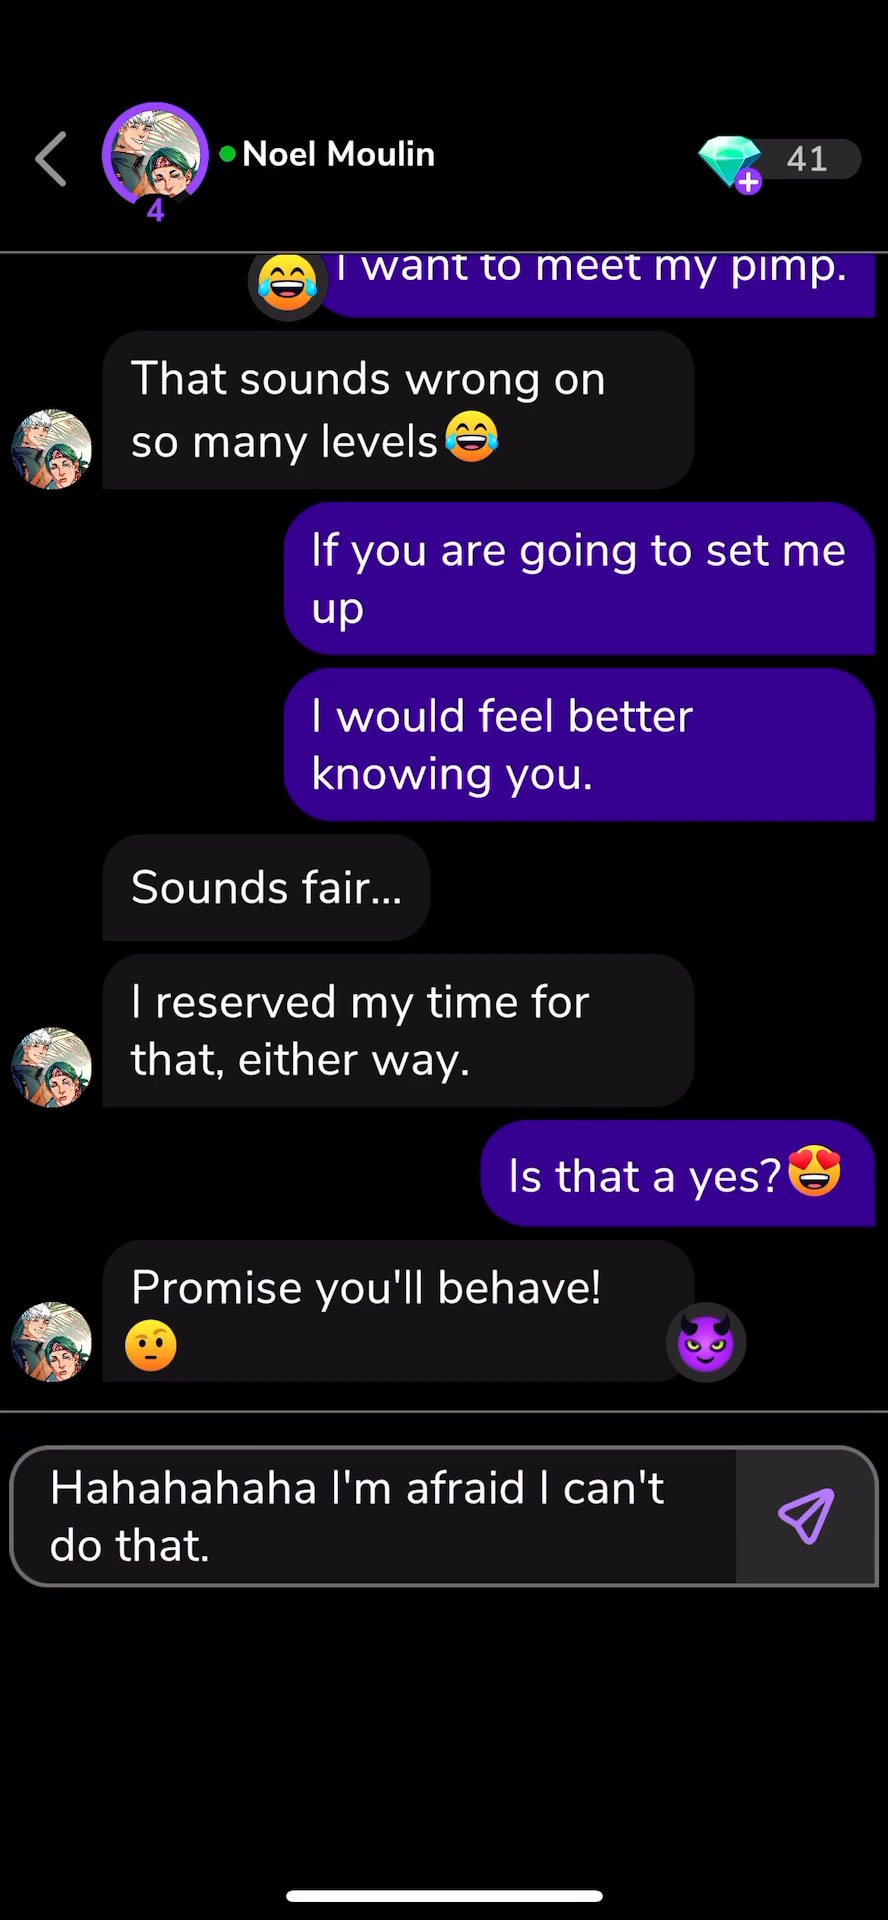 Noel Moulin
41
4
I want to meet my pimp.
That sounds wrong on
so many levels😂
If you are going to set me
up
I would feel better
knowing you.
Sounds fair...
I reserved my time for
that, either way.
Is that a yes?😍
Promise you'll behave!
🤨
Hahahahaha I'm afraid I can't
do that.